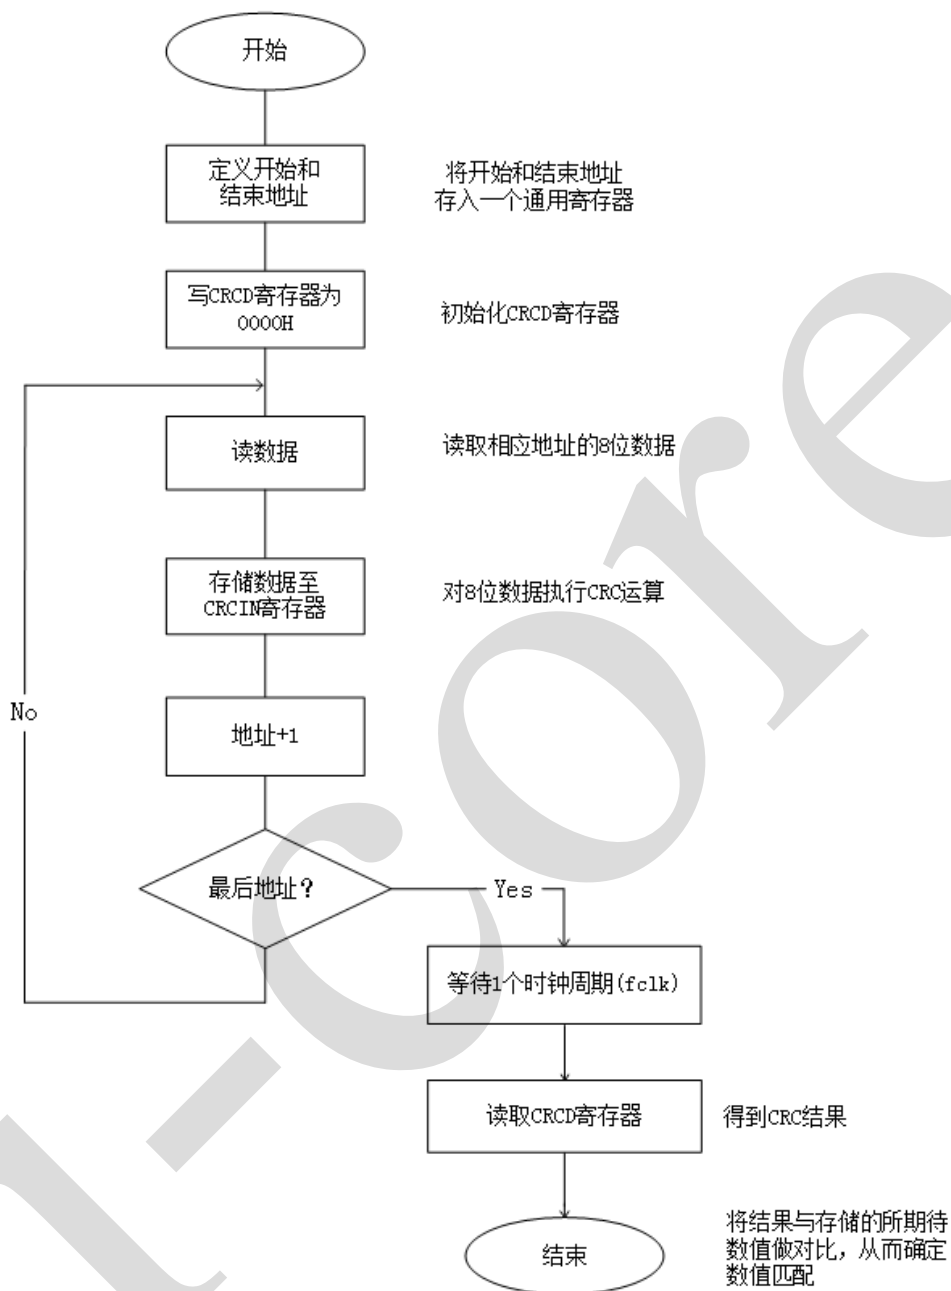 开始
定义开始和
结束地址
将开始和结束地址
存入一个通用寄存器
写CRCD寄存器为
0000H
初始化CRCD寄存器
读数据
读取相应地址的8位数据
存储数据至
CRCIN寄存器
对8位数据执行CRC运算
No
地址+1
最后地址？
Yes
等待1个时钟周期(fclk)
读取CRCD寄存器
得到CRC结果
结束
将结果与存储的所期待
数值做对比，从而确定
数值匹配
-core